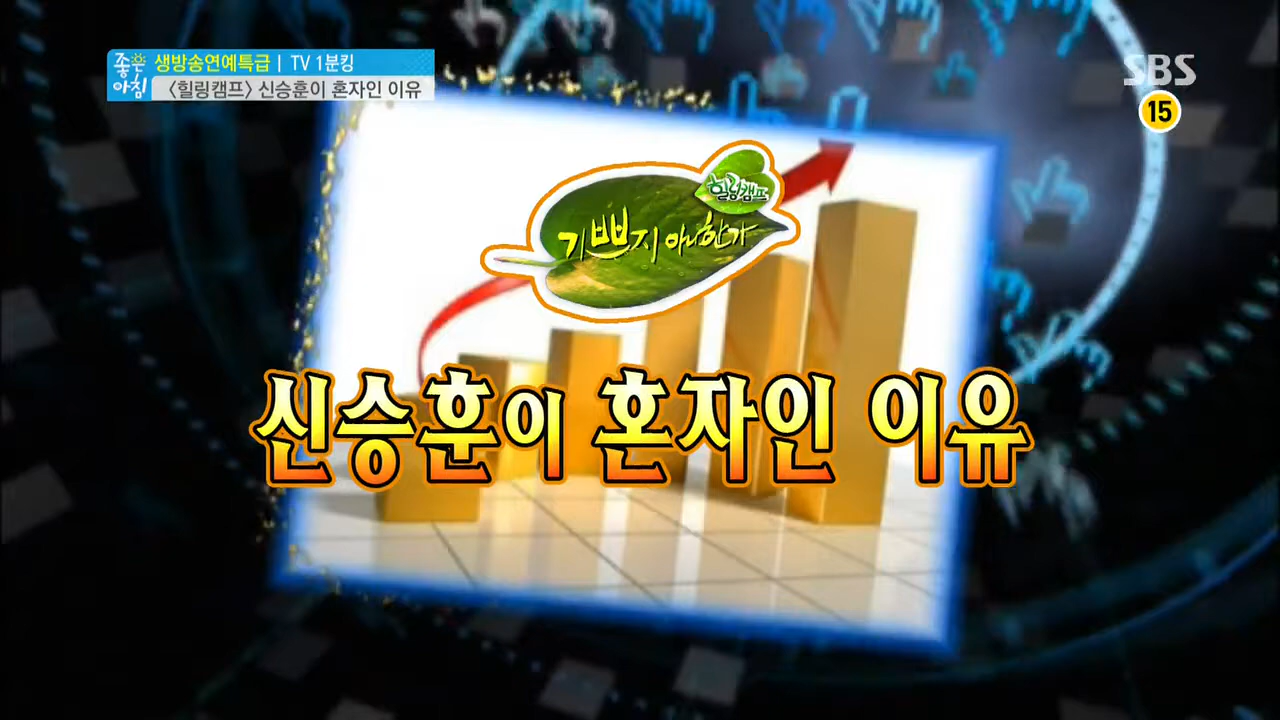 좋은
아침
생방송연예특급 | TV 1분킹
<힐링캠프> 신승훈이 혼자인 이유
SBS
15
힐링캠프
기쁘지 아니한가
신승훈이 혼자인 이유